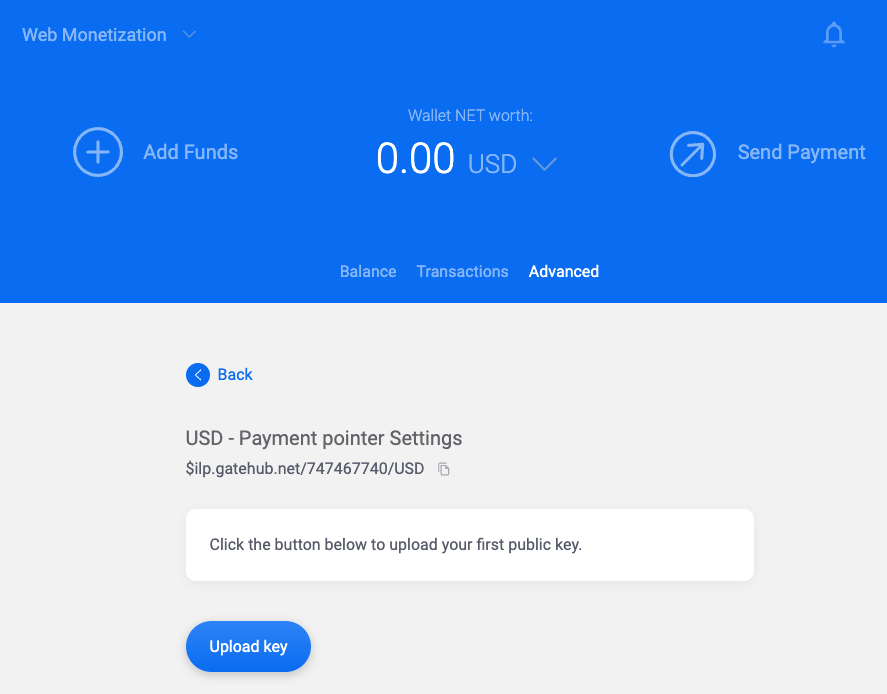 Web Monetization
Wallet NET worth:
Add Funds
0.00 USD
Send Payment
Balance Transactions Advanced
Back
USD - Payment pointer Settings
$ilp.gatehub.net/747467740/USD
Click the button below to upload your first public key.
Upload key